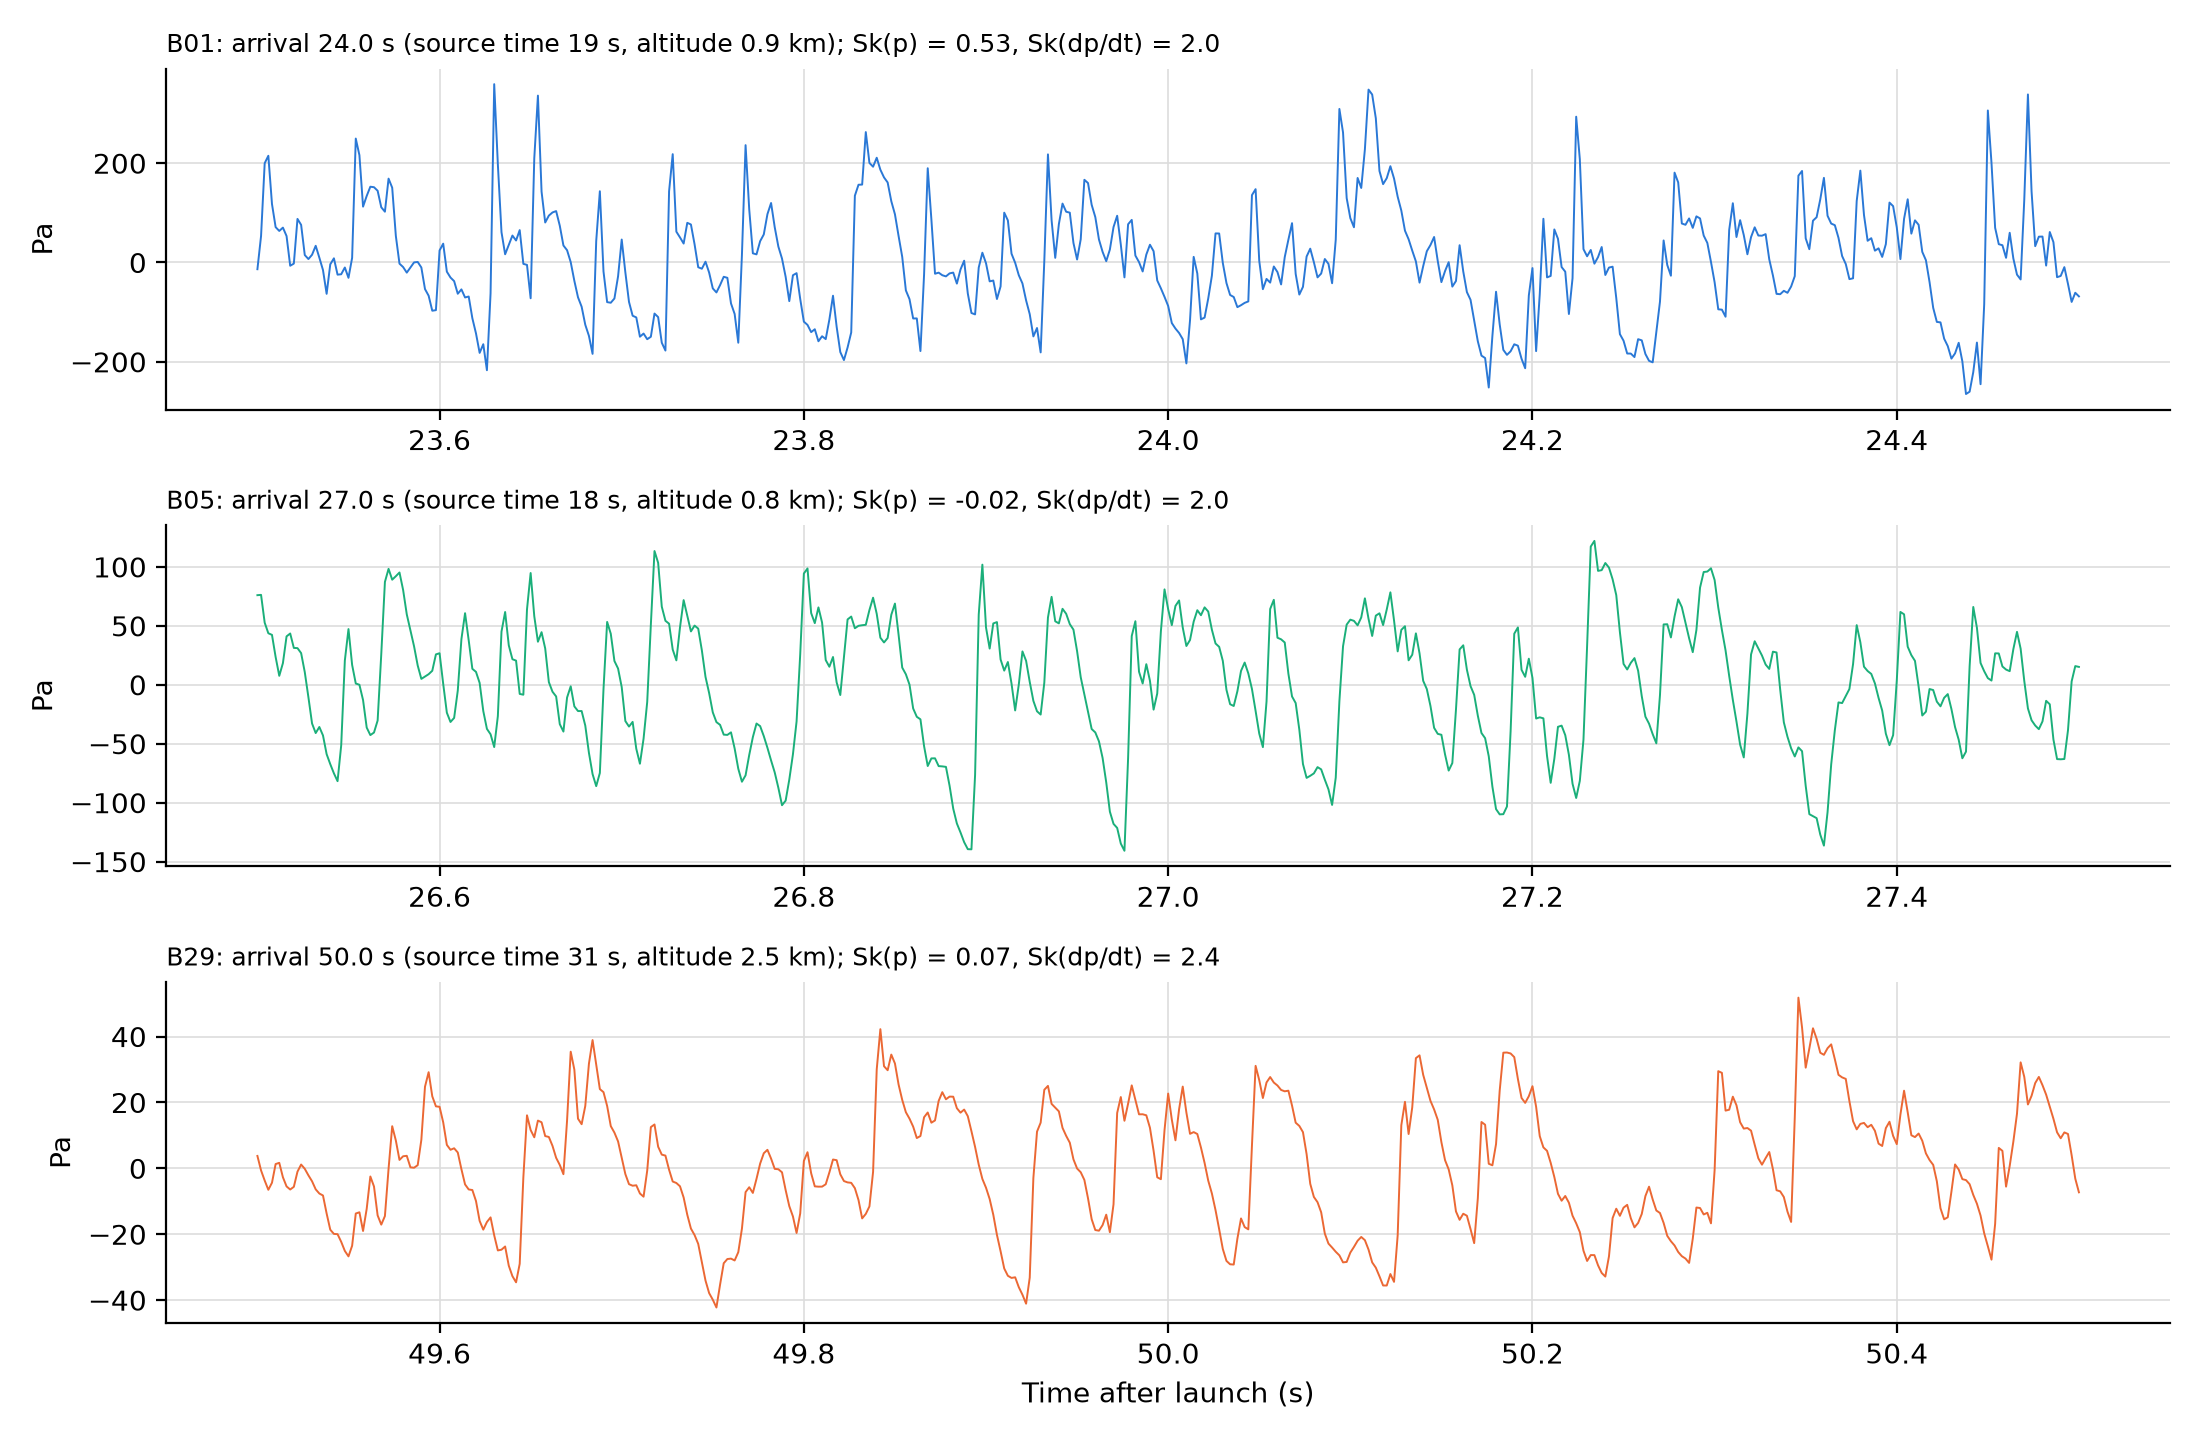 B01: arrival 24.0 s (source time 19 s, altitude 0.9 km); Sk(p) = 0.53, Sk(dp/dt) = 2.0
Pa
200
0
−200
23.6 23.8 24.0 24.2 24.4
B05: arrival 27.0 s (source time 18 s, altitude 0.8 km); Sk(p) = -0.02, Sk(dp/dt) = 2.0
Pa
100
50
0
−50
−100
−150
26.6 26.8 27.0 27.2 27.4
B29: arrival 50.0 s (source time 31 s, altitude 2.5 km); Sk(p) = 0.07, Sk(dp/dt) = 2.4
Pa
40
20
0
−20
−40
49.6 49.8 50.0 50.2 50.4
Time after launch (s)